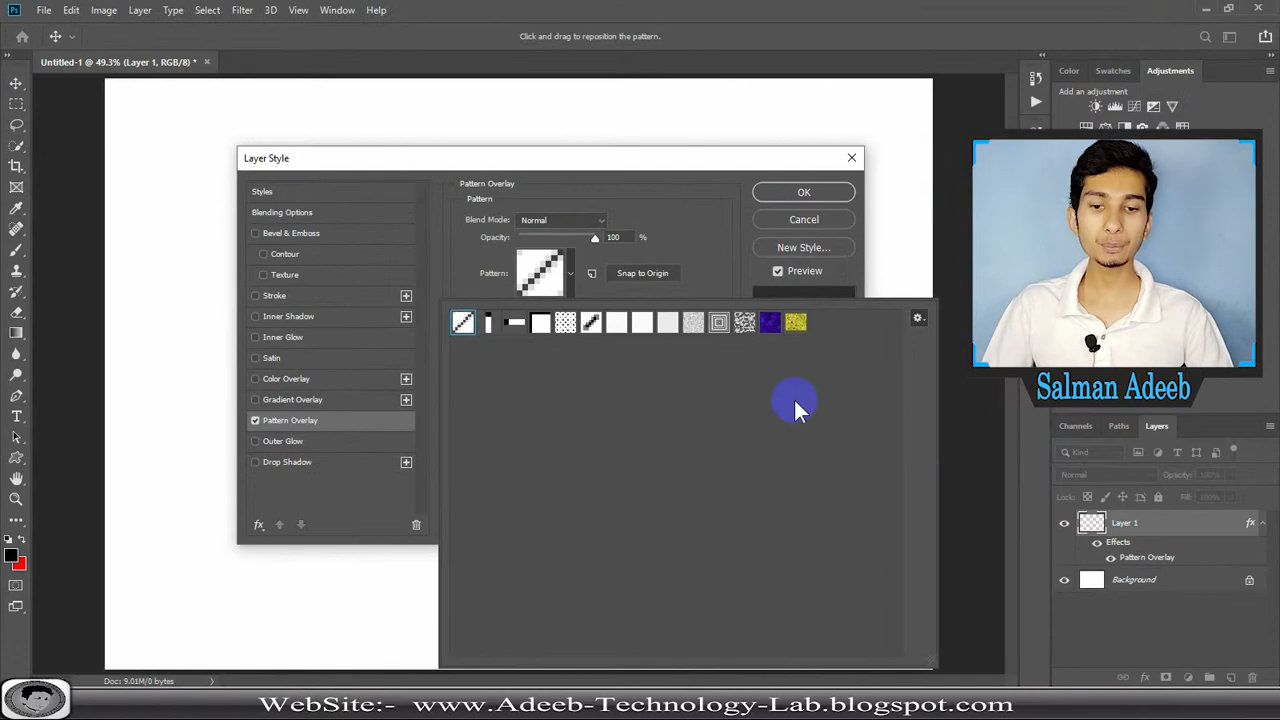 Ps File Edit Image Layer Type Select Filter 3D View Window Help
Click and drag to reposition the pattern.
Untitled-1 @ 49.3% (Layer 1, RGB/8) *
Color Swatches Adjustments
Add an adjustment
Layer Style
Styles
Blending Options
Bevel & Emboss
Contour
Texture
Stroke
Inner Shadow
Inner Glow
Satin
Color Overlay
Gradient Overlay
Pattern Overlay
Outer Glow
Drop Shadow
fx
Pattern Overlay
Pattern
Blend Mode: Normal
Opacity: 100 %
Pattern: Snap to Origin
OK
Cancel
New Style...
Preview
Salman Adeeb
Channels Paths Layers
Kind
Normal Opacity: 100%
Lock: Fill: 100%
Layer 1 fx
Effects
Pattern Overlay
Background
fx
Doc: 9.01M/0 bytes
WebSite:- www.Adeeb-Technology-Lab.blogspot.com